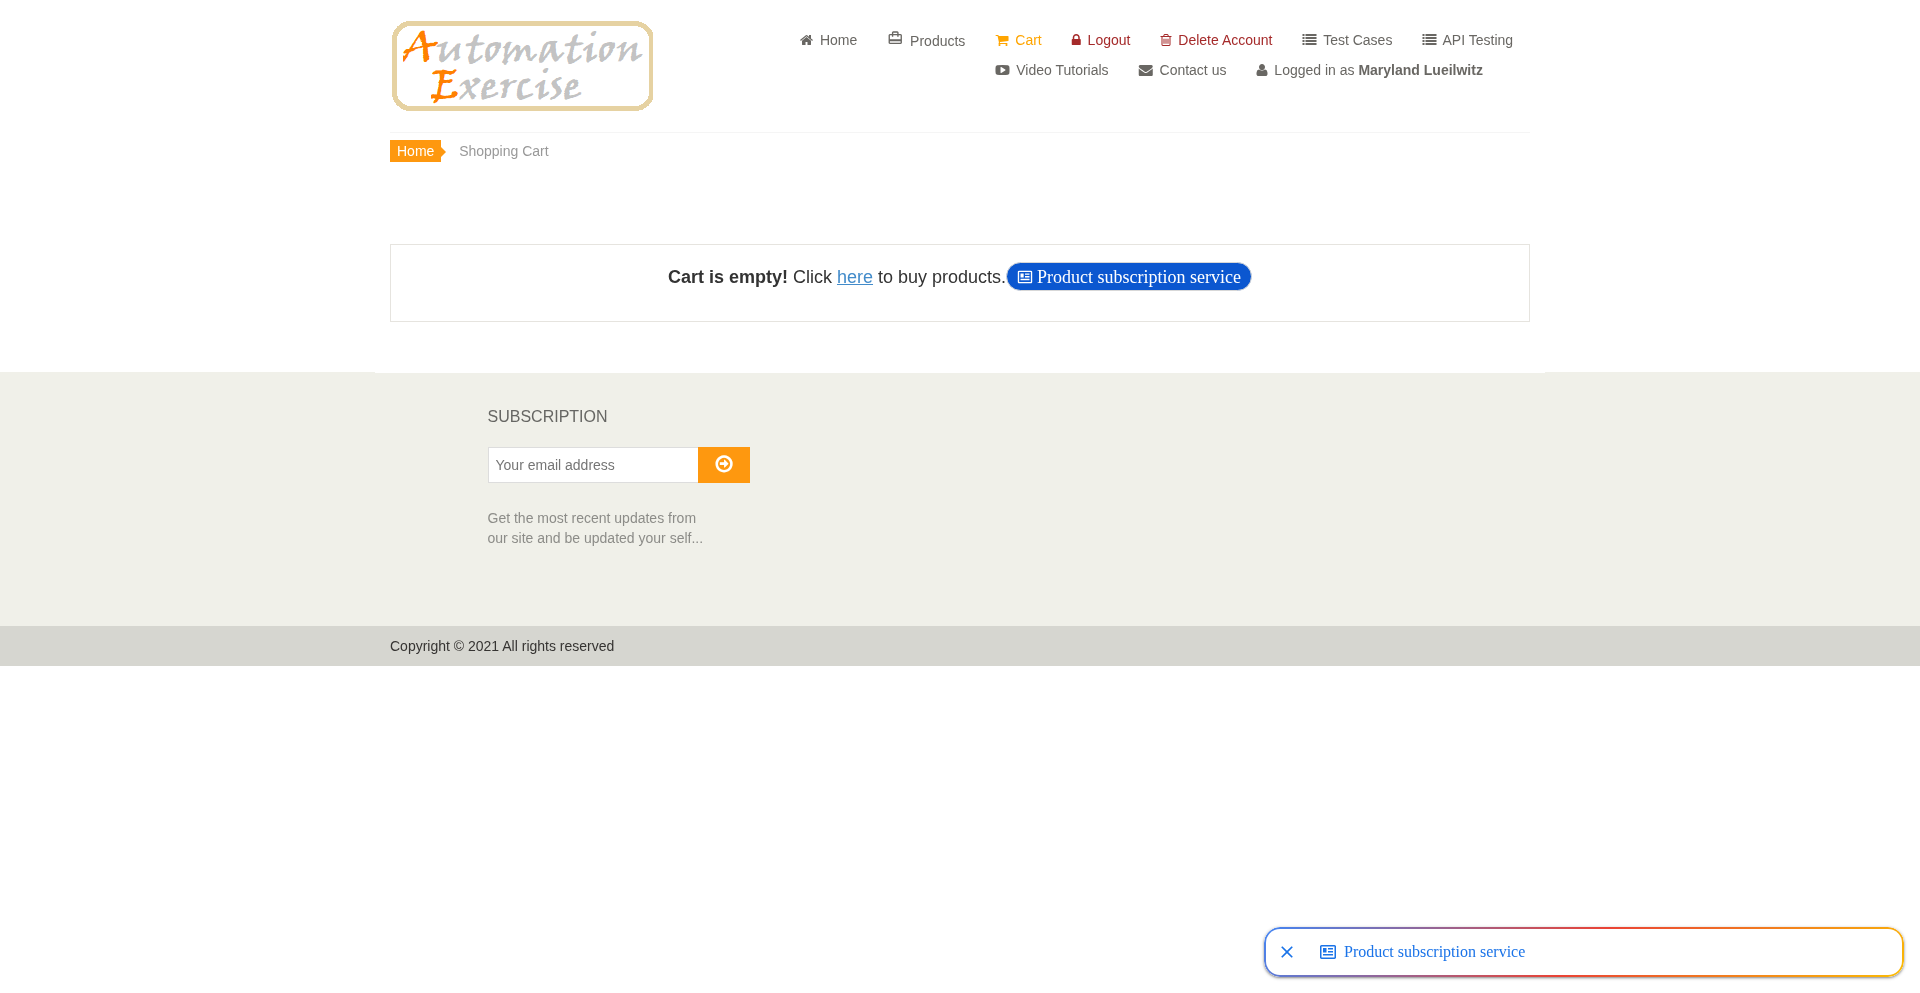 Automation
Exercise
Home
Products
Cart
Logout
Delete Account
Test Cases
API Testing
Video Tutorials
Contact us
Logged in as Maryland Lueilwitz
Home
Shopping Cart
Cart is empty! Click here to buy products. Product subscription service
SUBSCRIPTION
Your email address
Get the most recent updates from
our site and be updated your self...
Copyright © 2021 All rights reserved
Product subscription service